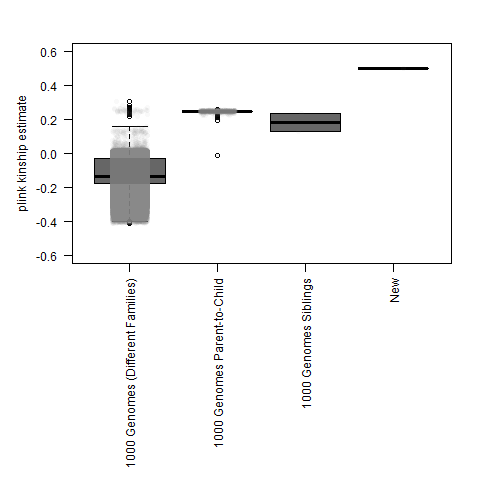 plink kinship estimate
0.6
0.4
0.2
0.0
-0.2
-0.4
-0.6
1000 Genomes (Different Families)
1000 Genomes Parent-to-Child
1000 Genomes Siblings
New